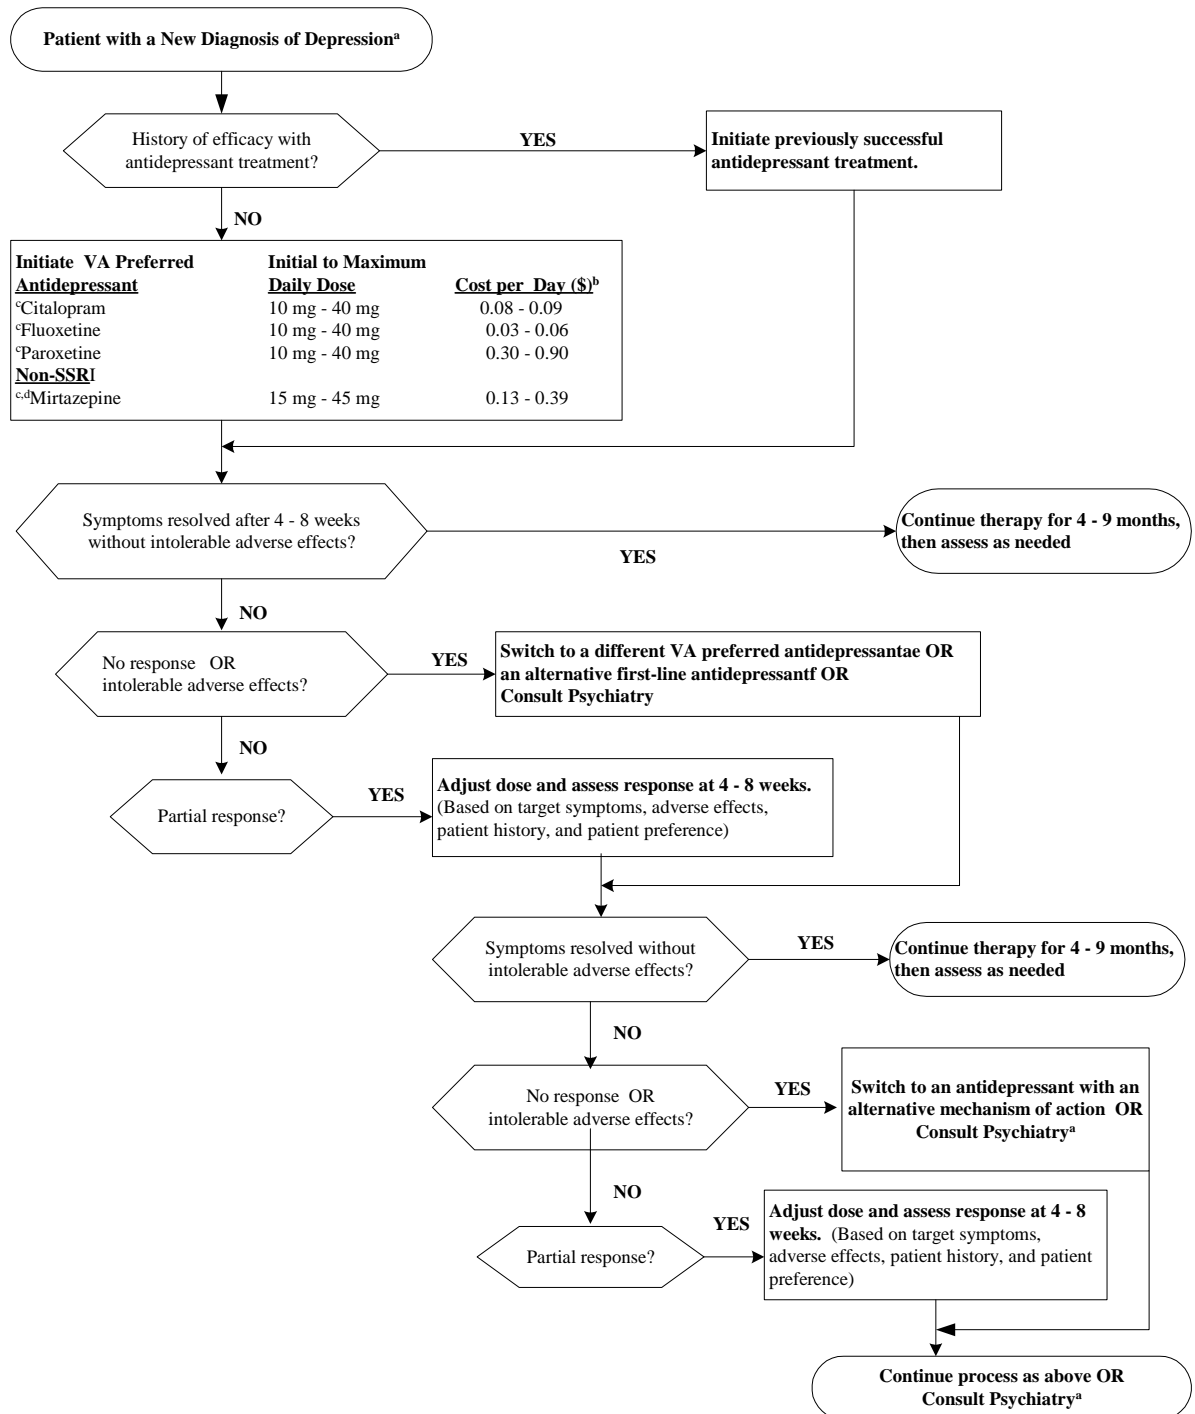 Patient with a New Diagnosis of Depressionᵃ
History of efficacy with
antidepressant treatment?
YES
Initiate previously successful
antidepressant treatment.
NO
Initiate VA Preferred Initial to Maximum
Antidepressant Daily Dose Cost per Day ($)ᵇ
ᶜCitalopram 10 mg - 40 mg 0.08 - 0.09
ᶜFluoxetine 10 mg - 40 mg 0.03 - 0.06
ᶜParoxetine 10 mg - 40 mg 0.30 - 0.90
Non-SSRI
ᶜ,ᵈMirtazepine 15 mg - 45 mg 0.13 - 0.39
Symptoms resolved after 4 - 8 weeks
without intolerable adverse effects?
YES
Continue therapy for 4 - 9 months,
then assess as needed
NO
No response OR
intolerable adverse effects?
YES
Switch to a different VA preferred antidepressantae OR
an alternative first-line antidepressantf OR
Consult Psychiatry
NO
Partial response?
YES
Adjust dose and assess response at 4 - 8 weeks.
(Based on target symptoms, adverse effects,
patient history, and patient preference)
Symptoms resolved without
intolerable adverse effects?
YES
Continue therapy for 4 - 9 months,
then assess as needed
NO
No response OR
intolerable adverse effects?
YES
Switch to an antidepressant with an
alternative mechanism of action OR
Consult Psychiatryᵃ
NO
Partial response?
YES
Adjust dose and assess response at 4 - 8
weeks. (Based on target symptoms,
adverse effects, patient history, and patient
preference)
Continue process as above OR
Consult Psychiatryᵃ